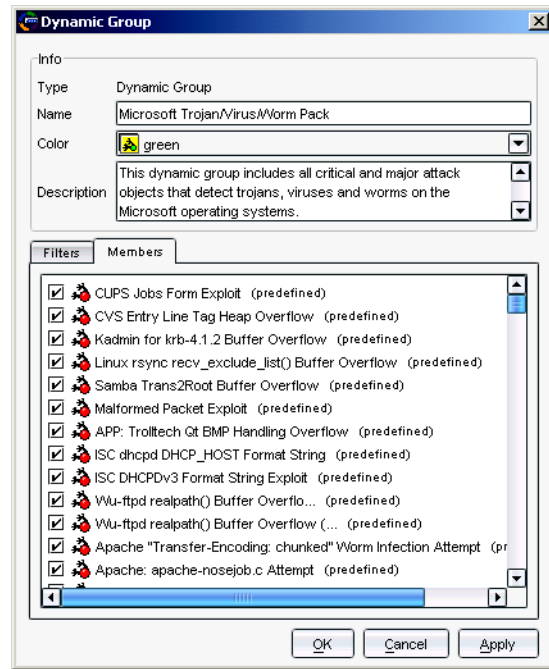 Dynamic Group
Info
Type Dynamic Group
Name Microsoft Trojan/Virus/Worm Pack
Color green
Description This dynamic group includes all critical and major attack
objects that detect trojans, viruses and worms on the
Microsoft operating systems.
Filters Members
CUPS Jobs Form Exploit (predefined)
CVS Entry Line Tag Heap Overflow (predefined)
Kadmin for krb-4.1.2 Buffer Overflow (predefined)
Linux rsync recv_exclude_list() Buffer Overflow (predefined)
Samba Trans2Root Buffer Overflow (predefined)
Malformed Packet Exploit (predefined)
APP: Trolltech Qt BMP Handling Overflow (predefined)
ISC dhcpd DHCP_HOST Format String (predefined)
ISC DHCPDv3 Format String Exploit (predefined)
Wu-ftpd realpath() Buffer Overflo... (predefined)
Wu-ftpd realpath() Buffer Overflow (... (predefined)
Apache "Transfer-Encoding: chunked" Worm Infection Attempt (pr
Apache: apache-nosejob.c Attempt (predefined)
OK Cancel Apply